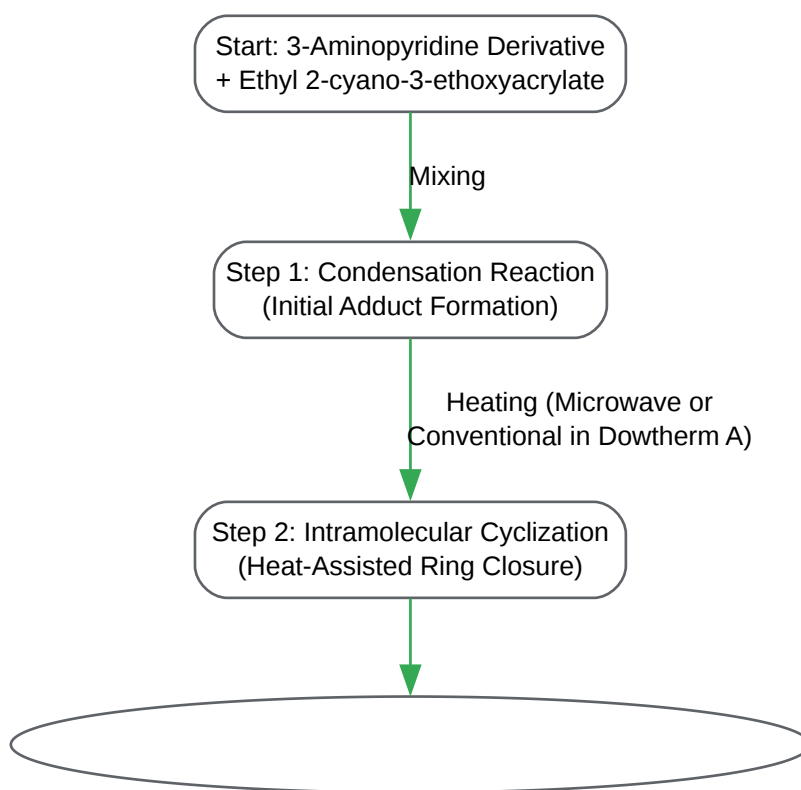 Start: 3-Aminopyridine Derivative
+ Ethyl 2-cyano-3-ethoxyacrylate
Mixing
Step 1: Condensation Reaction
(Initial Adduct Formation)
Heating (Microwave or
Conventional in Dowtherm A)
Step 2: Intramolecular Cyclization
(Heat-Assisted Ring Closure)